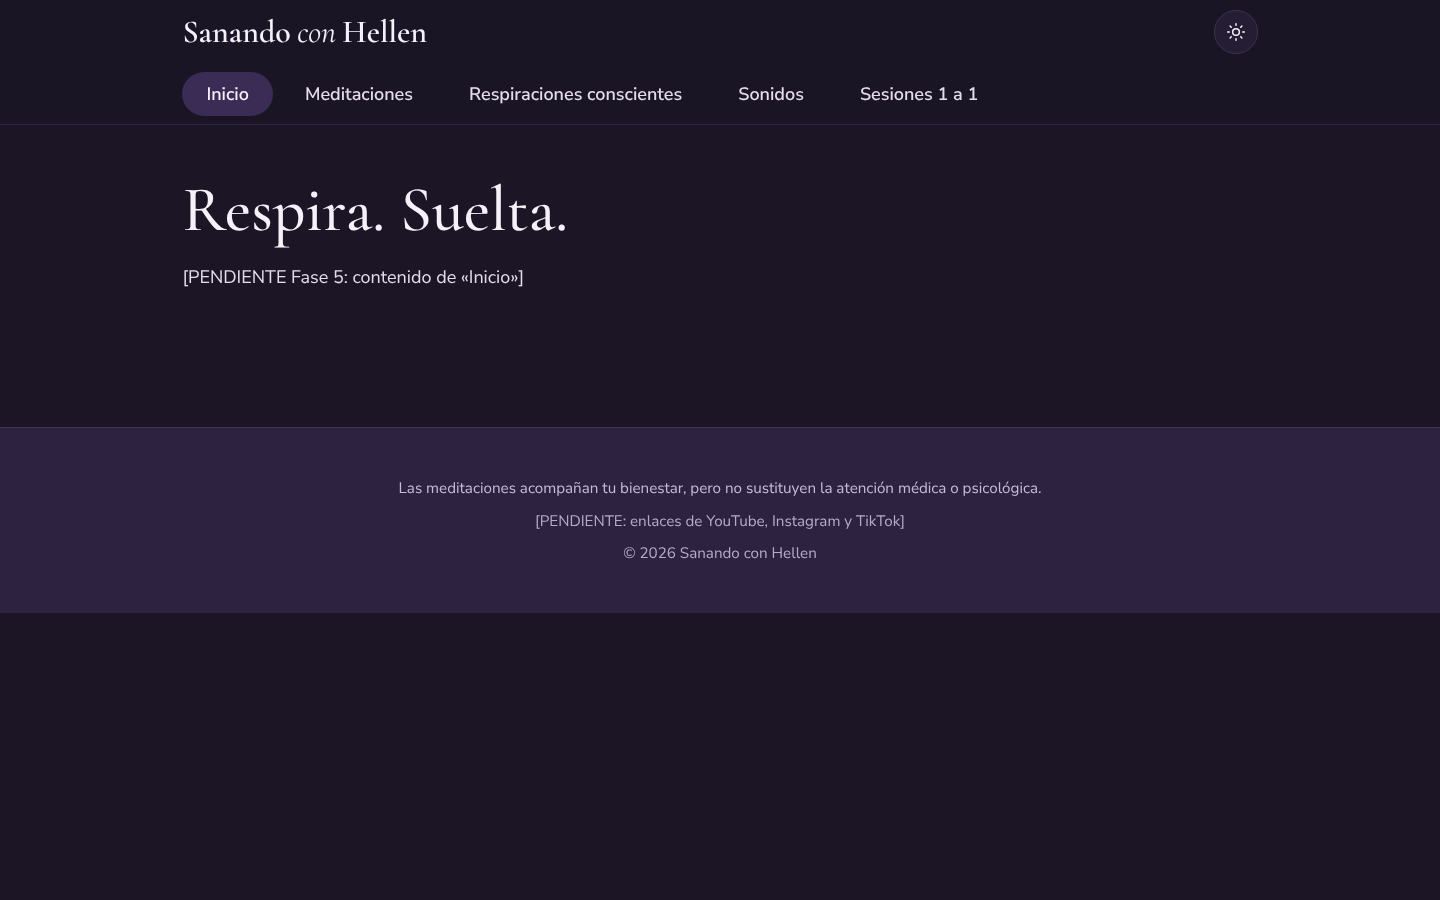 Sanando con Hellen
Inicio Meditaciones Respiraciones conscientes Sonidos Sesiones 1 a 1
Respira. Suelta.
[PENDIENTE Fase 5: contenido de «Inicio»]
Las meditaciones acompañan tu bienestar, pero no sustituyen la atención médica o psicológica.
[PENDIENTE: enlaces de YouTube, Instagram y TikTok]
© 2026 Sanando con Hellen